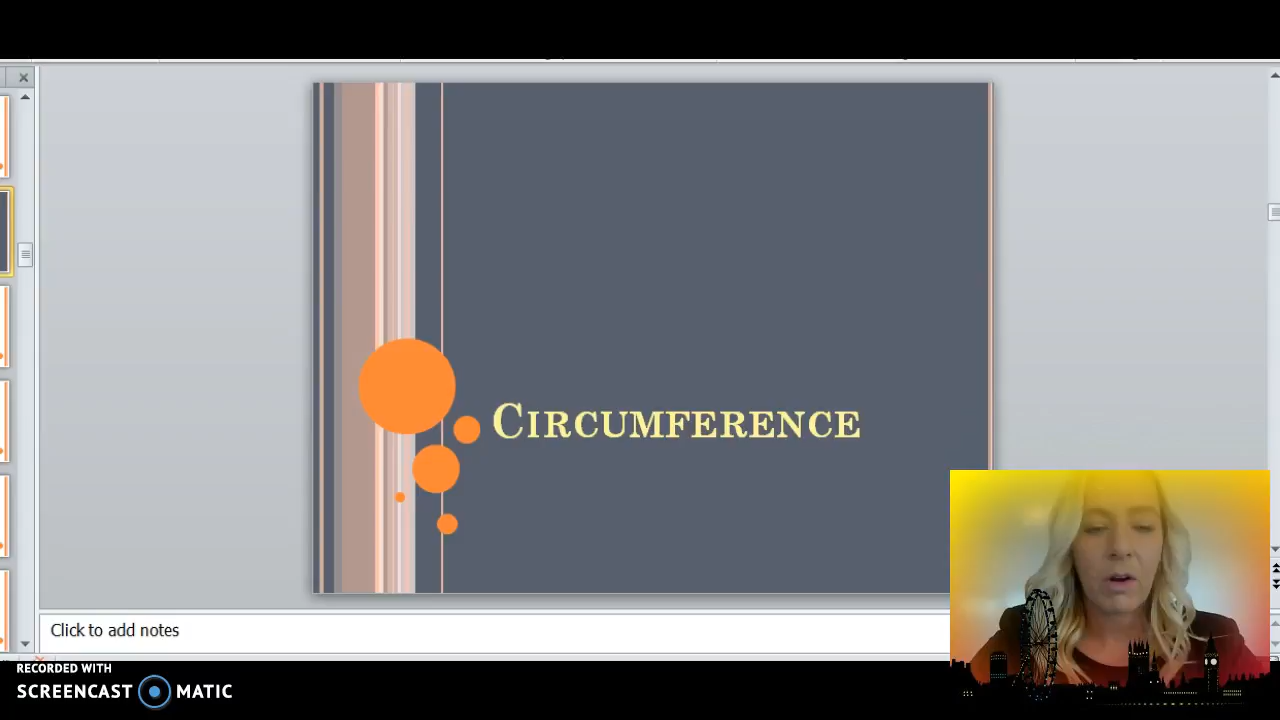 CIRCUMFERENCE
Click to add notes
RECORDED WITH
SCREENCAST MATIC